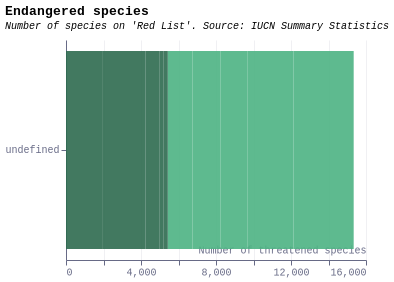 Endangered species
Number of species on 'Red List'. Source: IUCN Summary Statistics
undefined
Number of threatened species
0 4,000 8,000 12,000 16,000